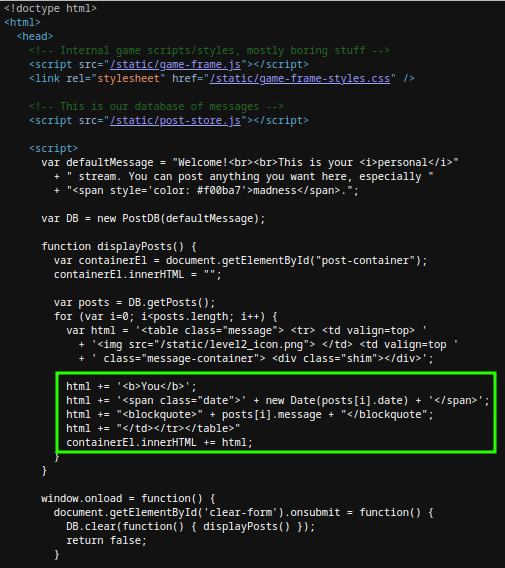 <!doctype html>
<html>
<head>
<!-- Internal game scripts/styles, mostly boring stuff -->
<script src="/static/game-frame.js"></script>
<link rel="stylesheet" href="/static/game-frame-styles.css" />
<!-- This is our database of messages -->
<script src="/static/post-store.js"></script>
<script>
var defaultMessage = "Welcome!<br><br>This is your <i>personal</i>"
+ " stream. You can post anything you want here, especially "
+ "<span style='color: #f00ba7'>madness</span>.";
var DB = new PostDB(defaultMessage);
function displayPosts() {
var containerEl = document.getElementById("post-container");
containerEl.innerHTML = "";
var posts = DB.getPosts();
for (var i=0; i<posts.length; i++) {
var html = '<table class="message"> <tr> <td valign=top> '
+ '<img src="/static/level2_icon.png"> </td> <td valign=top '
+ ' class="message-container"> <div class="shim"></div>';
html += '<b>You</b>';
html += '<span class="date">' + new Date(posts[i].date) + '</span>';
html += "<blockquote>" + posts[i].message + "</blockquote";
html += "</td></tr></table>"
containerEl.innerHTML += html;
}
}
window.onload = function() {
document.getElementById('clear-form').onsubmit = function() {
DB.clear(function() { displayPosts() });
return false;
}